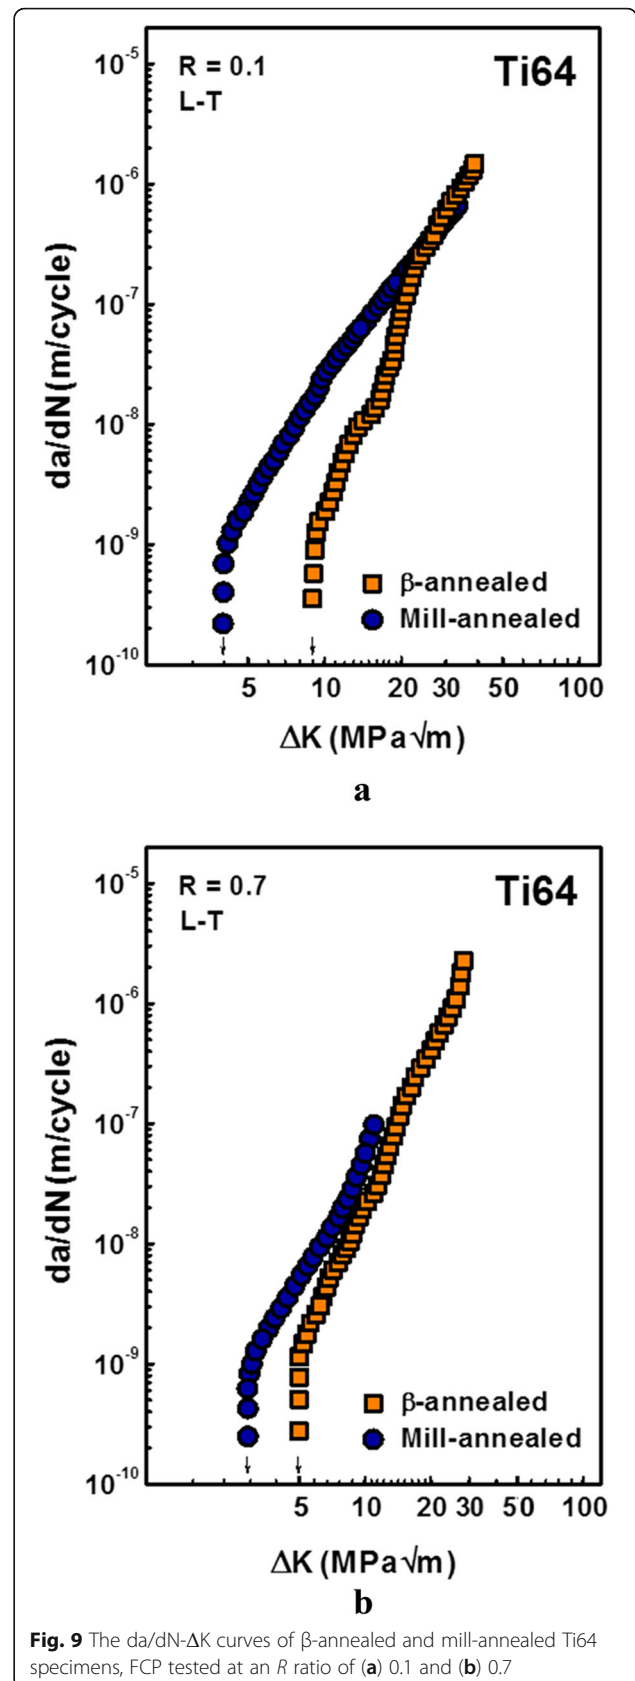 R = 0.1
Ti64
L-T
10-5
10-6
10-7
10-8
10-9
10-10
da/dN(m/cycle)
β-annealed
Mill-annealed
5 10 20 30 50 100
ΔK (MPa√m)
a
R = 0.7
Ti64
L-T
10-5
10-6
10-7
10-8
10-9
10-10
da/dN(m/cycle)
β-annealed
Mill-annealed
5 10 20 30 50 100
ΔK (MPa√m)
b
Fig. 9 The da/dN-ΔK curves of β-annealed and mill-annealed Ti64
specimens, FCP tested at an R ratio of (a) 0.1 and (b) 0.7